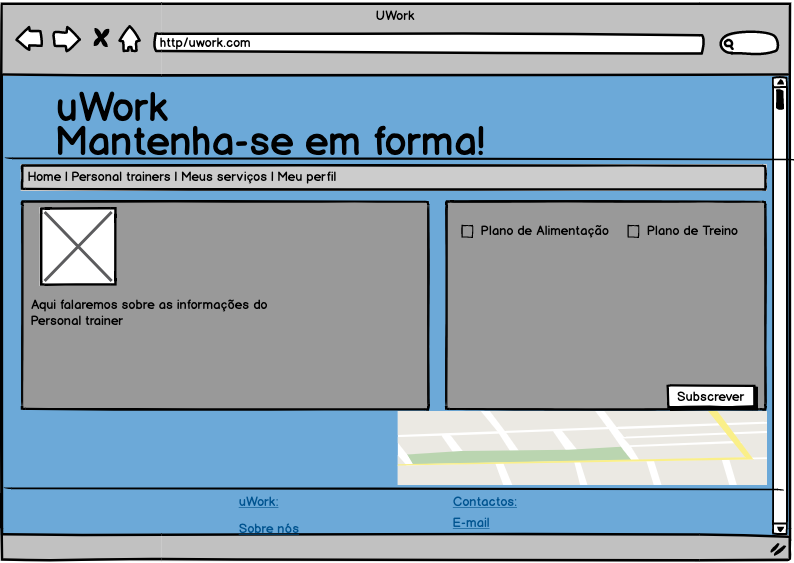 UWork
http/uwork.com
uWork
Mantenha-se em forma!
Home | Personal trainers | Meus serviços | Meu perfil
Aqui falaremos sobre as informações do
Personal trainer
Plano de Alimentação Plano de Treino
Subscrever
uWork: Contactos:
Sobre nós E-mail